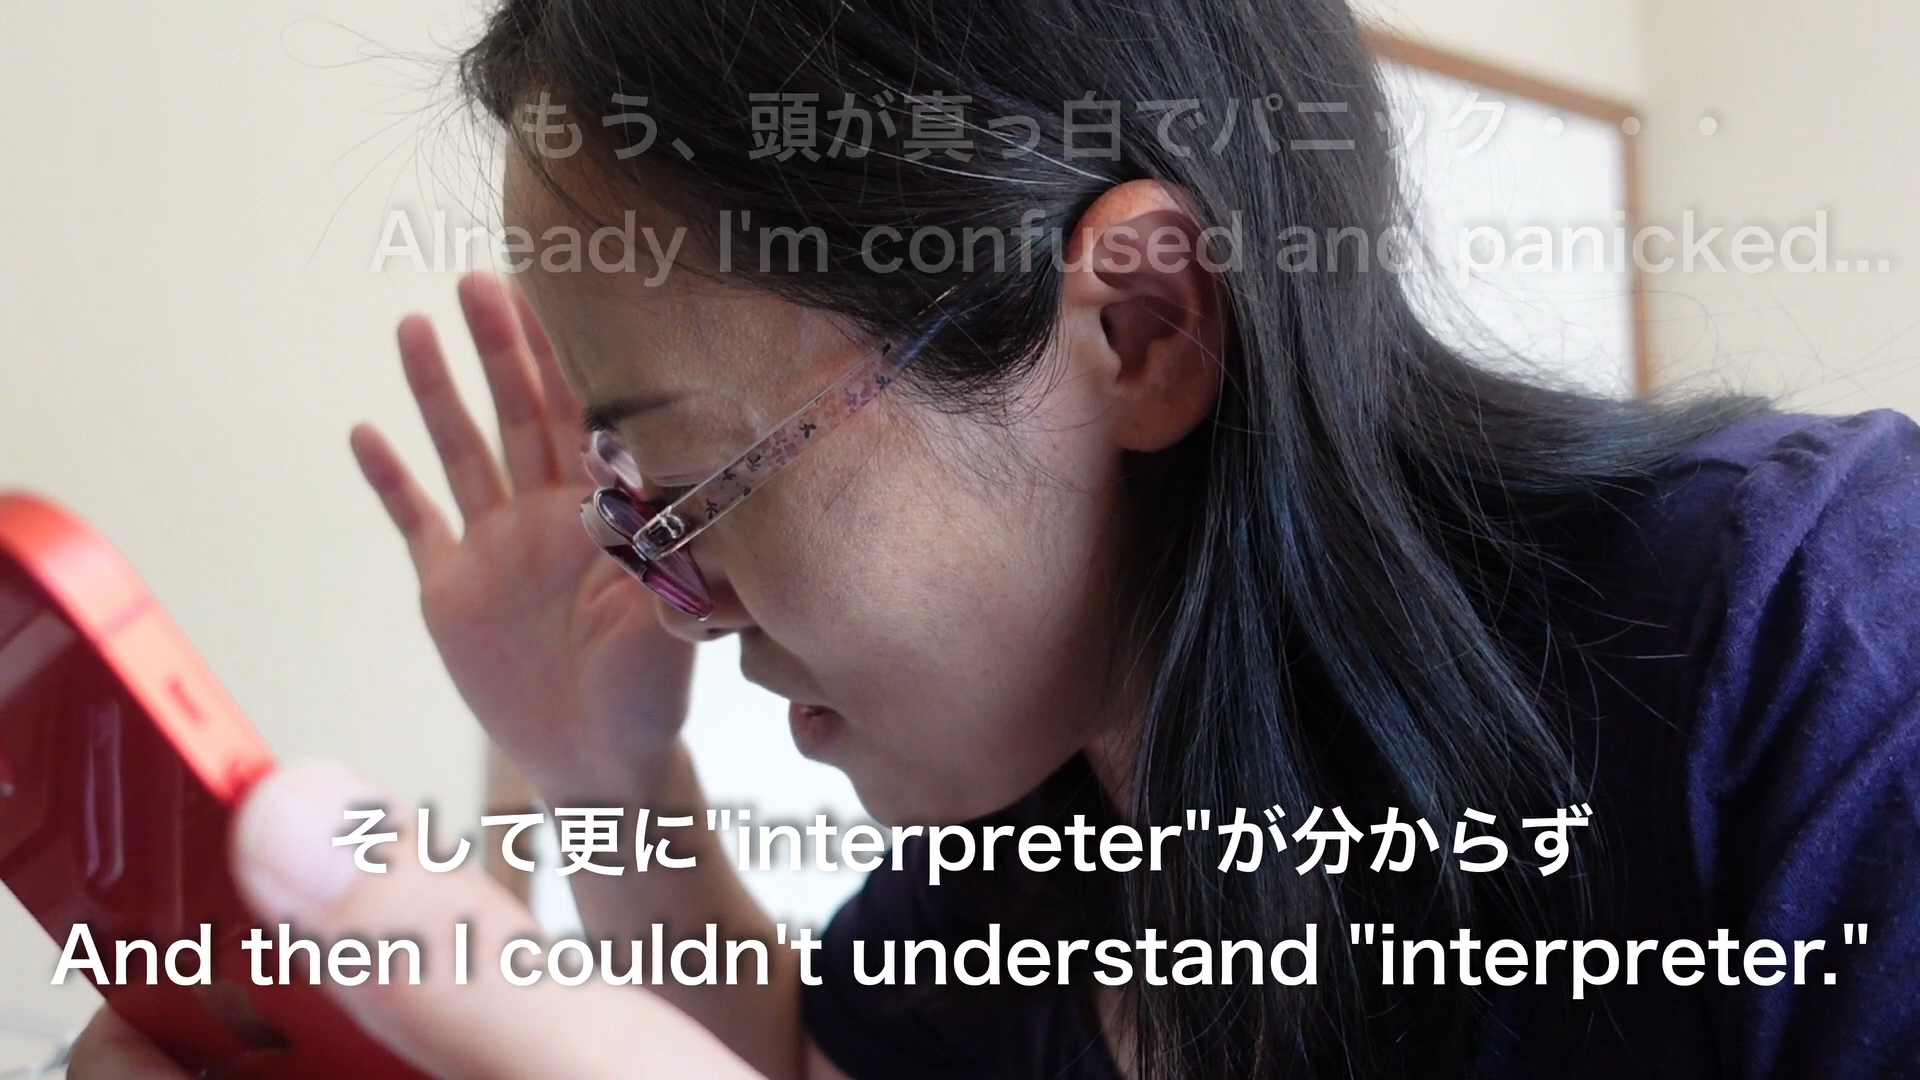 もう、頭が真っ白でパニック・・・
Already I'm confused and panicked...
そして更に"interpreter"が分からず
And then I couldn't understand "interpreter."